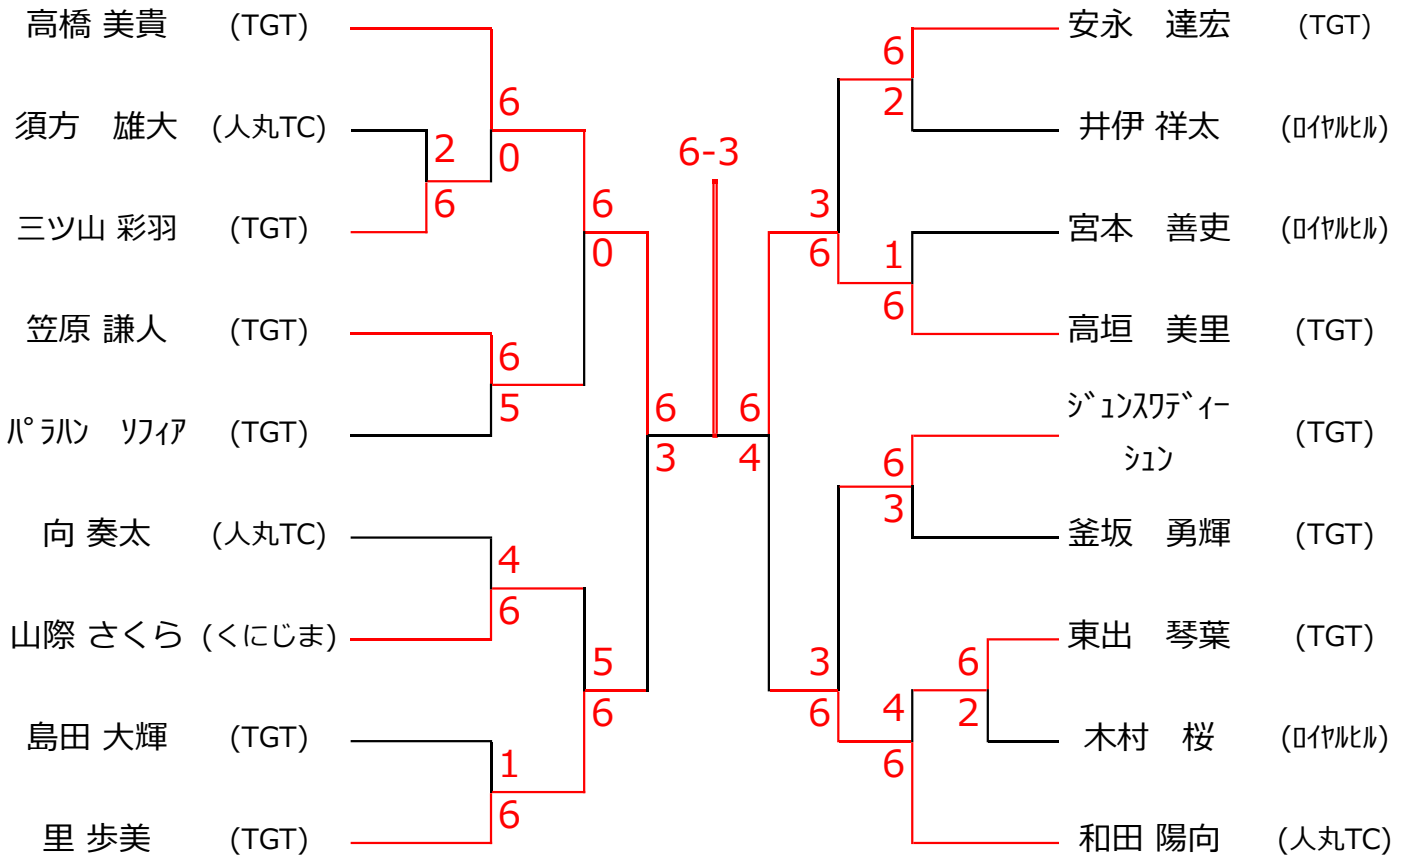 高橋 美貴 (TGT)
6
須方　雄大 (人丸TC)
2
0
6
三ツ山 彩羽 (TGT)
6
0
笠原 謙人 (TGT)
6
5
ﾊﾟﾗﾊﾝ　ｿﾌｨｱ (TGT)
6
3
向 奏太 (人丸TC)
4
6
山際 さくら (くにじま)
5
6
島田 大輝 (TGT)
1
6
里 歩美 (TGT)
6-3
安永　達宏 (TGT)
6
2
井伊 祥太 (ﾛｲﾔﾙﾋﾙ)
3
6
宮本　善吏 (ﾛｲﾔﾙﾋﾙ)
1
6
高垣　美里 (TGT)
6
4
ｼﾞｭﾝｽﾜﾃﾞｨｰ
ｼｭﾝ (TGT)
6
3
釜坂　勇輝 (TGT)
3
6
東出　琴葉 (TGT)
6
2
4
6
木村　桜 (ﾛｲﾔﾙﾋﾙ)
和田 陽向 (人丸TC)